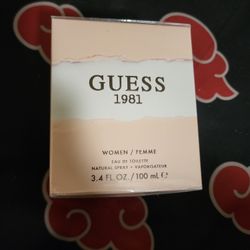 GUESS
1981
WOMEN / FEMME
EAU DE TOILETTE
NATURAL SPRAY • VAPORISATEUR
3.4 FL. OZ. / 100 mL ℮